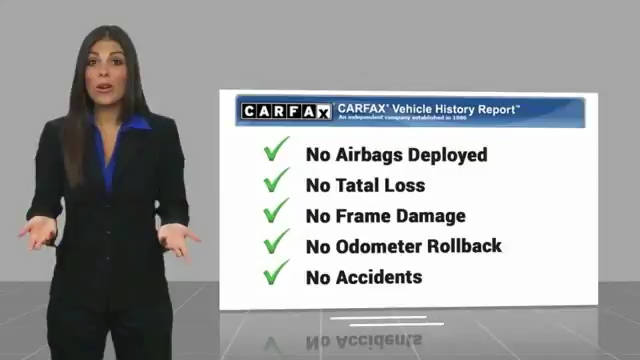 CARFAX CARFAX® Vehicle History Report™
An independent company established in 1986
No Airbags Deployed
No Tatal Loss
No Frame Damage
No Odometer Rollback
No Accidents